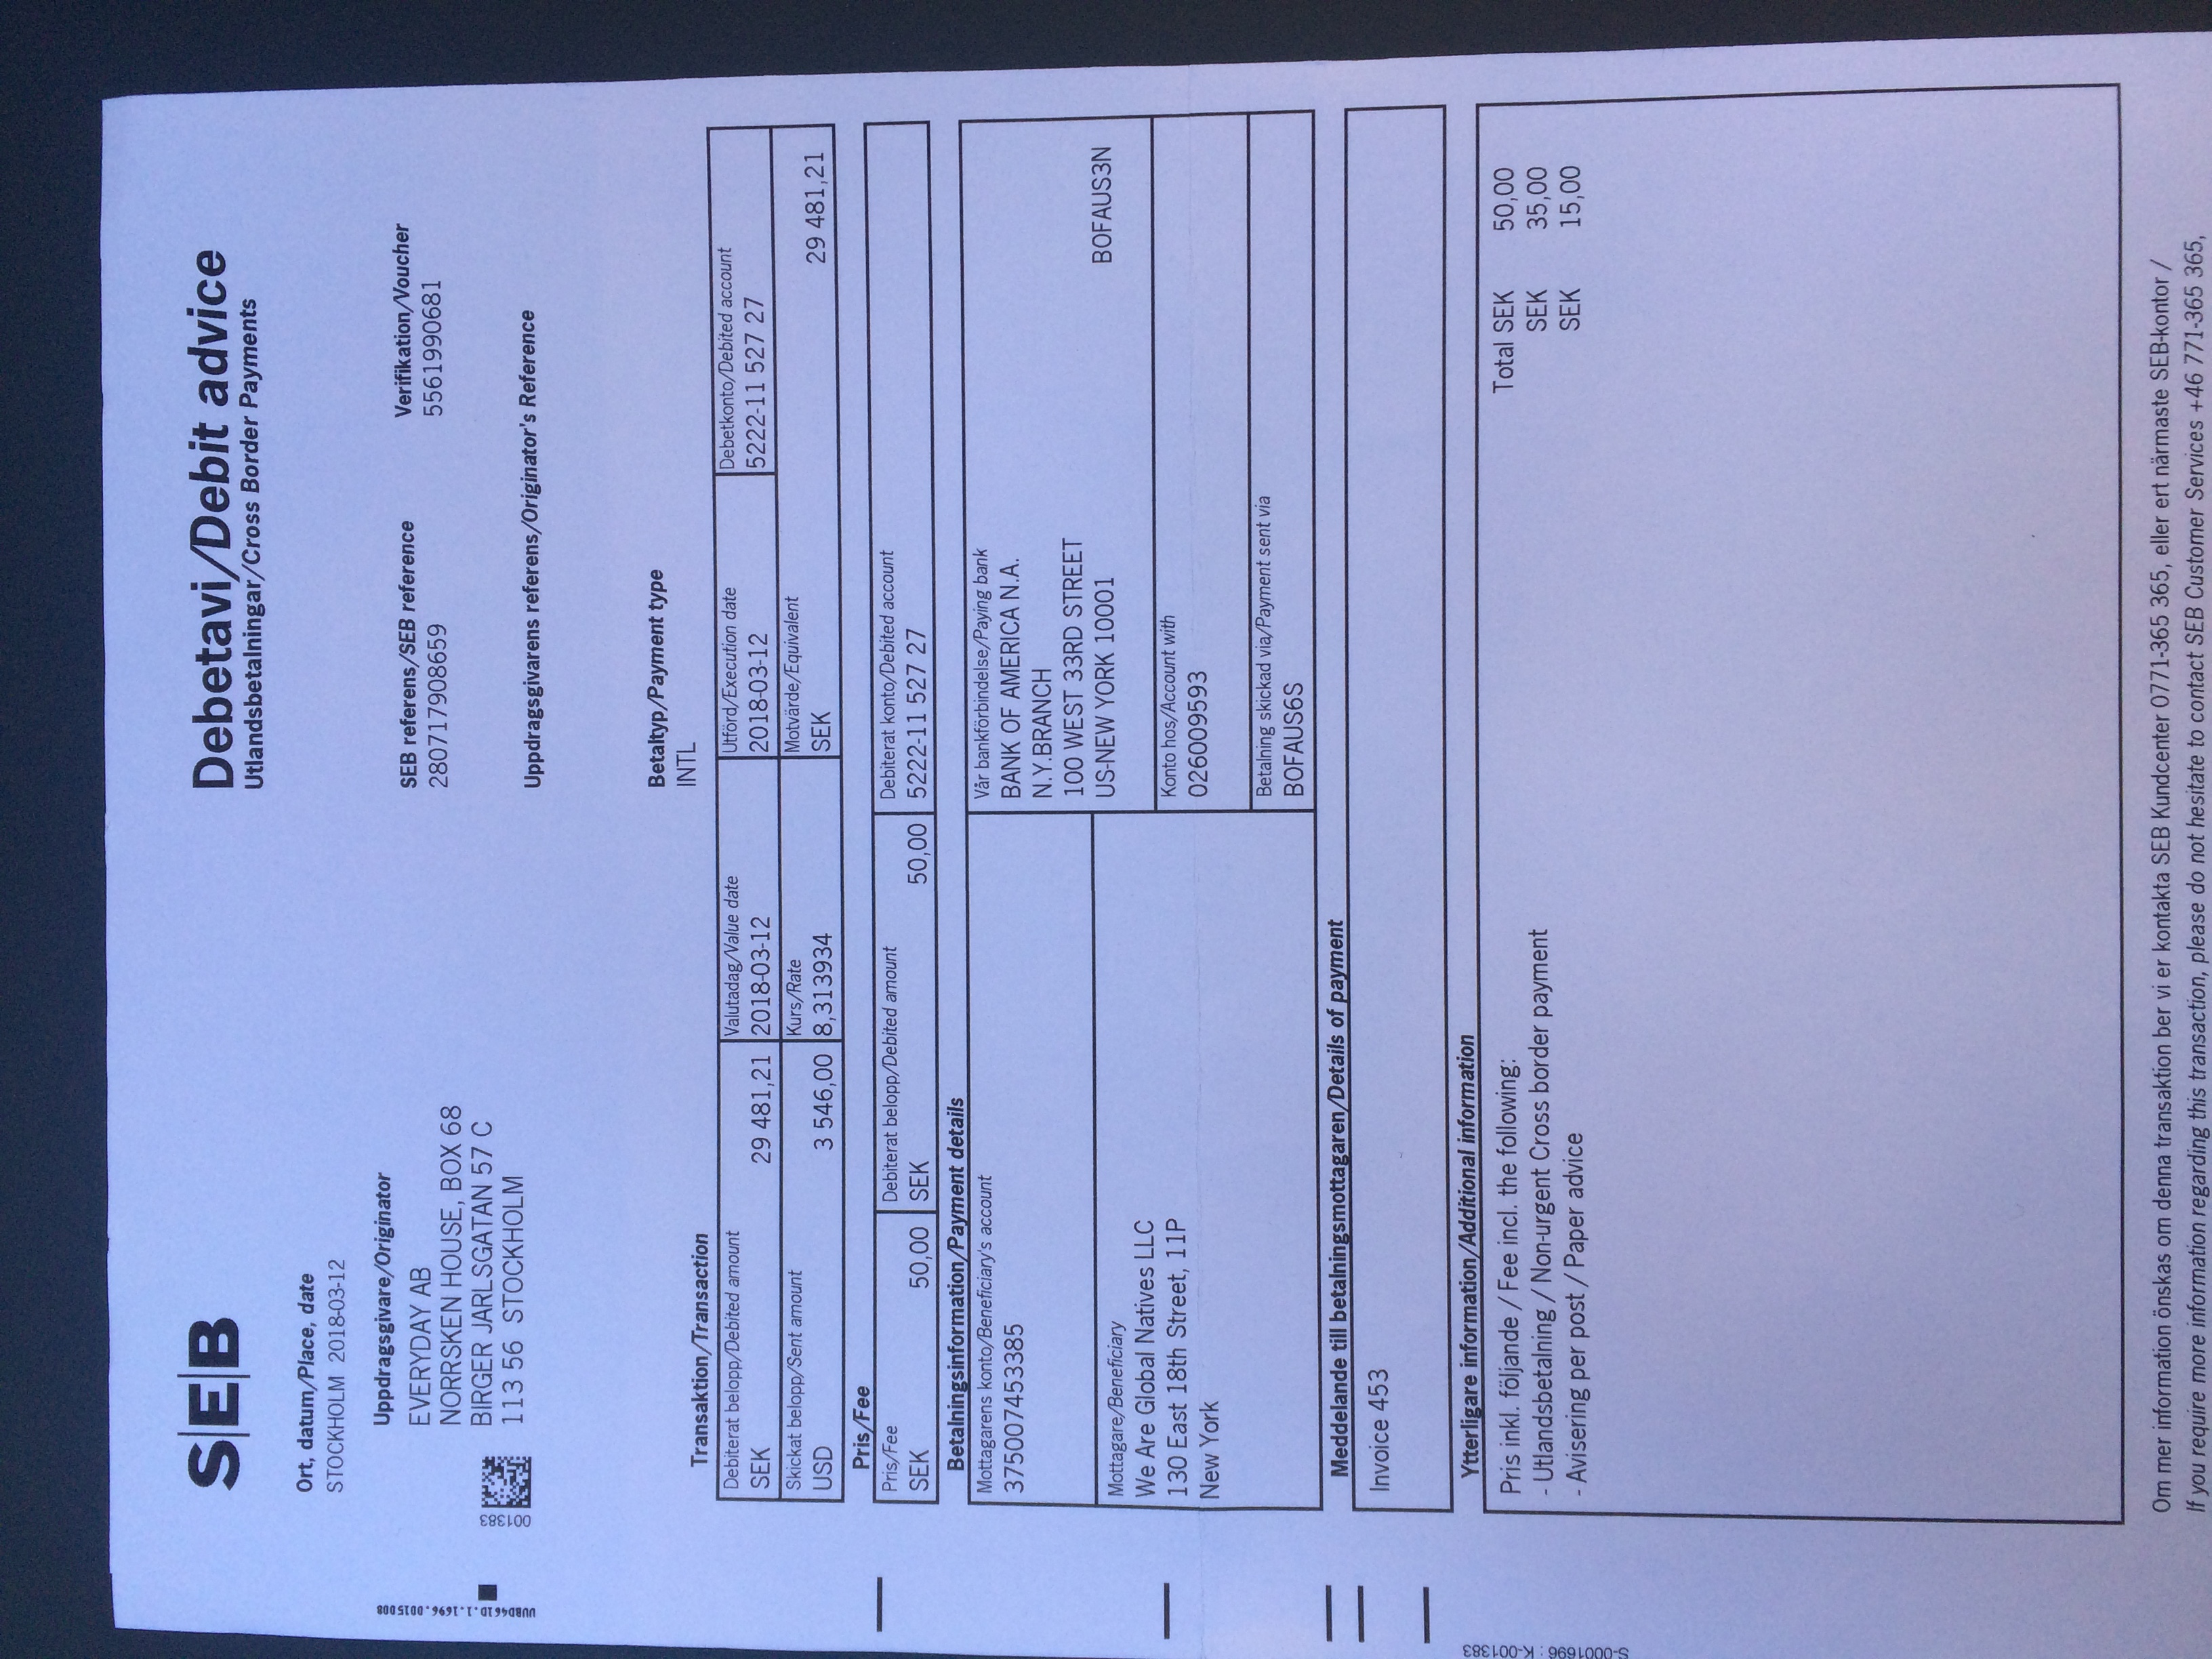 SEB
Debetavi/Debit advice
Utlandsbetalningar/Cross Border Payments
Ort, datum/Place, date
STOCKHOLM 2018-03-12
Uppdragsgivare/Originator
EVERYDAY AB
NORRSKEN HOUSE, BOX 68
BIRGER JARLSGATAN 57 C
113 56 STOCKHOLM
001383
UUBD461D.1.1696.0015008
SEB referens/SEB reference
280717908659
Verifikation/Voucher
5561990681
Uppdragsgivarens referens/Originator's Reference
Betaltyp/Payment type
INTL
Transaktion/Transaction
Debiterat belopp/Debited amount
SEK 29 481,21
Valutadag/Value date
2018-03-12
Utförd/Execution date
2018-03-12
Debetkonto/Debited account
5222-11 527 27
Skickat belopp/Sent amount
USD 3 546,00
Kurs/Rate
8,313934
Motvärde/Equivalent
SEK 29 481,21
Pris/Fee
Pris/Fee
SEK 50,00
Debiterat belopp/Debited amount
SEK 50,00
Debiterat konto/Debited account
5222-11 527 27
Betalningsinformation/Payment details
Mottagarens konto/Beneficiary's account
375007453385
Mottagare/Beneficiary
We Are Global Natives LLC
130 East 18th Street, 11P
New York
Vår bankförbindelse/Paying bank
BANK OF AMERICA N.A.
N.Y.BRANCH
100 WEST 33RD STREET
US-NEW YORK 10001 BOFAUS3N
Konto hos/Account with
026009593
Betalning skickad via/Payment sent via
BOFAUS6S
Meddelande till betalningsmottagaren/Details of payment
Invoice 453
Ytterligare information/Additional information
Pris inkl. följande / Fee incl. the following: Total SEK 50,00
- Utlandsbetalning / Non-urgent Cross border payment SEK 35,00
- Avisering per post / Paper advice SEK 15,00
S-0001696 : K-001383
Om mer information önskas om denna transaktion ber vi er kontakta SEB Kundcenter 0771-365 365, eller ert närmaste SEB-kontor /
If you require more information regarding this transaction, please do not hesitate to contact SEB Customer Services +46 771-365 365,